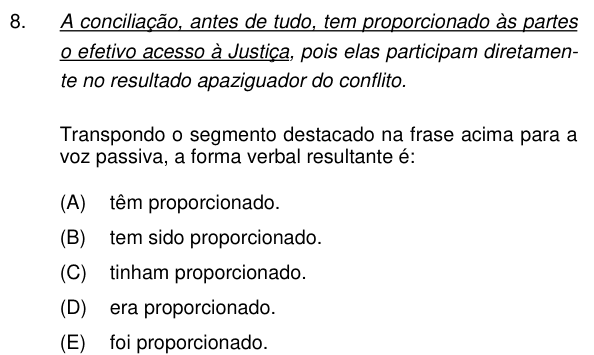 8. A conciliação, antes de tudo, tem proporcionado às partes
o efetivo acesso à Justiça, pois elas participam diretamen-
te no resultado apaziguador do conflito.
Transpondo o segmento destacado na frase acima para a
voz passiva, a forma verbal resultante é:
(A) têm proporcionado.
(B) tem sido proporcionado.
(C) tinham proporcionado.
(D) era proporcionado.
(E) foi proporcionado.